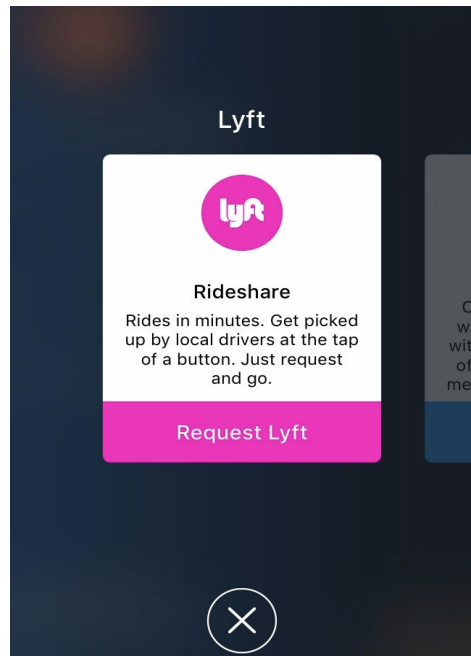 Lyft
lyft
Rideshare
Rides in minutes. Get picked
up by local drivers at the tap
of a button. Just request
and go.
Request Lyft